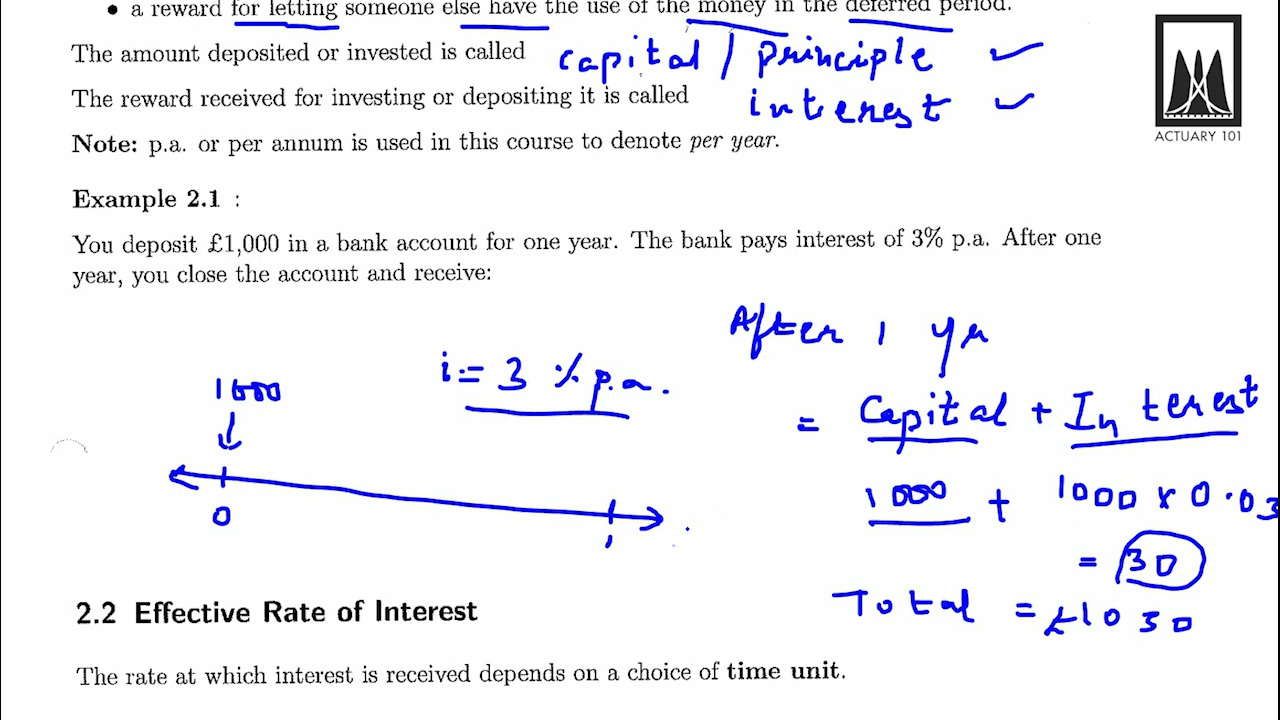 • a reward for letting someone else have the use of the money in the deferred period.
The amount deposited or invested is called capital / principle ✓
The reward received for investing or depositing it is called interest ✓
Note: p.a. or per annum is used in this course to denote per year.
ACTUARY 101
Example 2.1 :
You deposit £1,000 in a bank account for one year. The bank pays interest of 3% p.a. After one
year, you close the account and receive:
After 1 yr
i = 3 % p.a.
1000
= Capital + Interest
1000 + 1000 x 0.03
0
1
= 30
Total = £1030
2.2 Effective Rate of Interest
The rate at which interest is received depends on a choice of time unit.